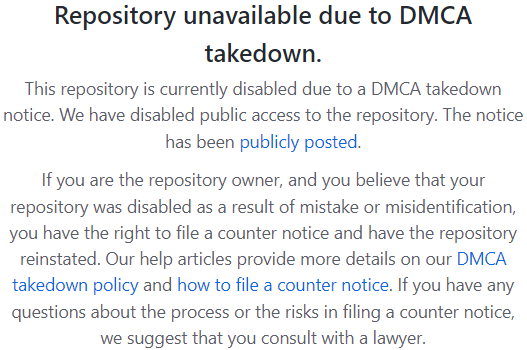 Repository unavailable due to DMCA
takedown.
This repository is currently disabled due to a DMCA takedown
notice. We have disabled public access to the repository. The notice
has been publicly posted.
If you are the repository owner, and you believe that your
repository was disabled as a result of mistake or misidentification,
you have the right to file a counter notice and have the repository
reinstated. Our help articles provide more details on our DMCA
takedown policy and how to file a counter notice. If you have any
questions about the process or the risks in filing a counter notice,
we suggest that you consult with a lawyer.